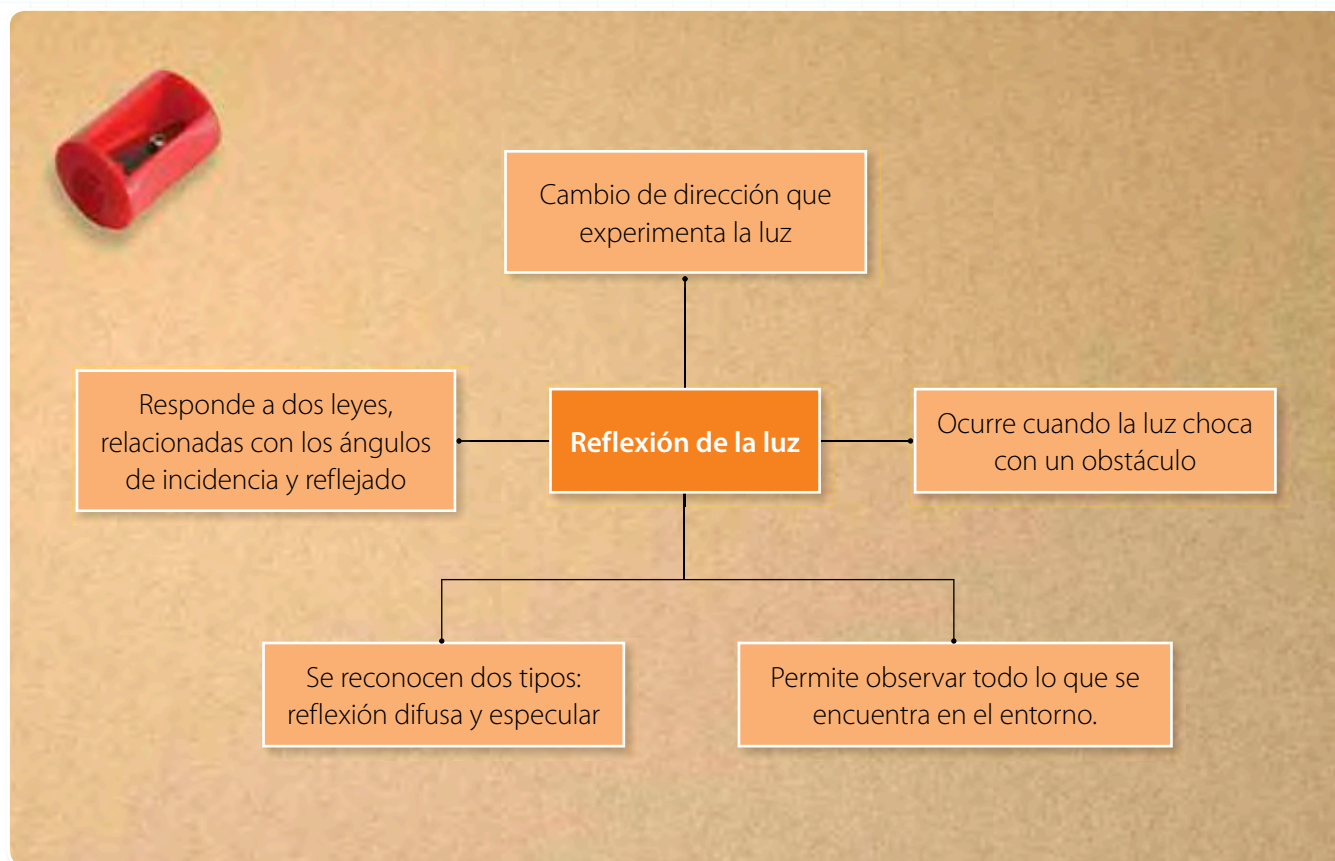 Cambio de dirección que
experimenta la luz
Responde a dos leyes,
relacionadas con los ángulos
de incidencia y reflejado
Reflexión de la luz
Ocurre cuando la luz choca
con un obstáculo
Se reconocen dos tipos:
reflexión difusa y especular
Permite observar todo lo que se
encuentra en el entorno.